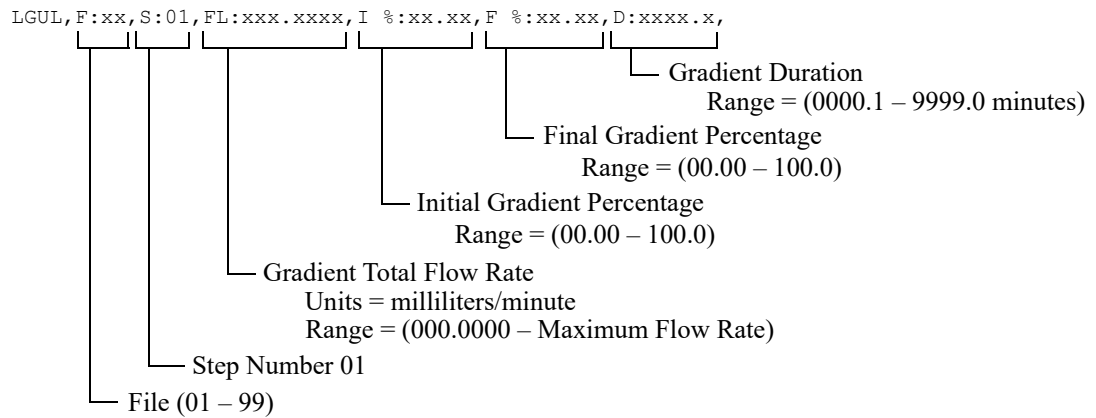 LGUL,F:xx,S:01,FL:xxx.xxxx,I %:xx.xx,F %:xx.xx,D:xxxx.x,
Gradient Duration
Range = (0000.1 – 9999.0 minutes)
Final Gradient Percentage
Range = (00.00 – 100.0)
Initial Gradient Percentage
Range = (00.00 – 100.0)
Gradient Total Flow Rate
Units = milliliters/minute
Range = (000.0000 – Maximum Flow Rate)
Step Number 01
File (01 – 99)